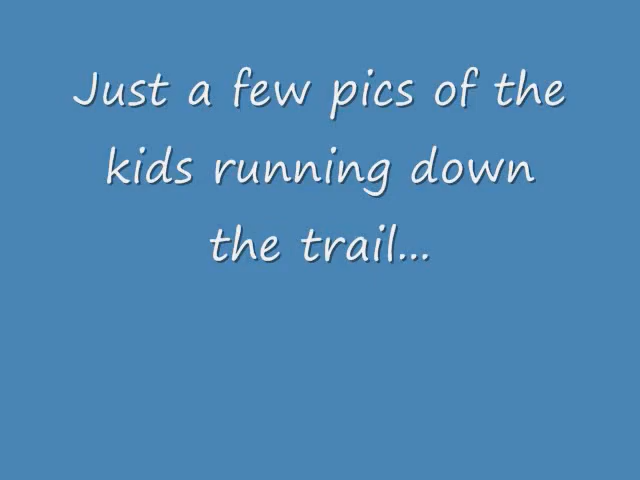 Just a few pics of the
kids running down
the trail...